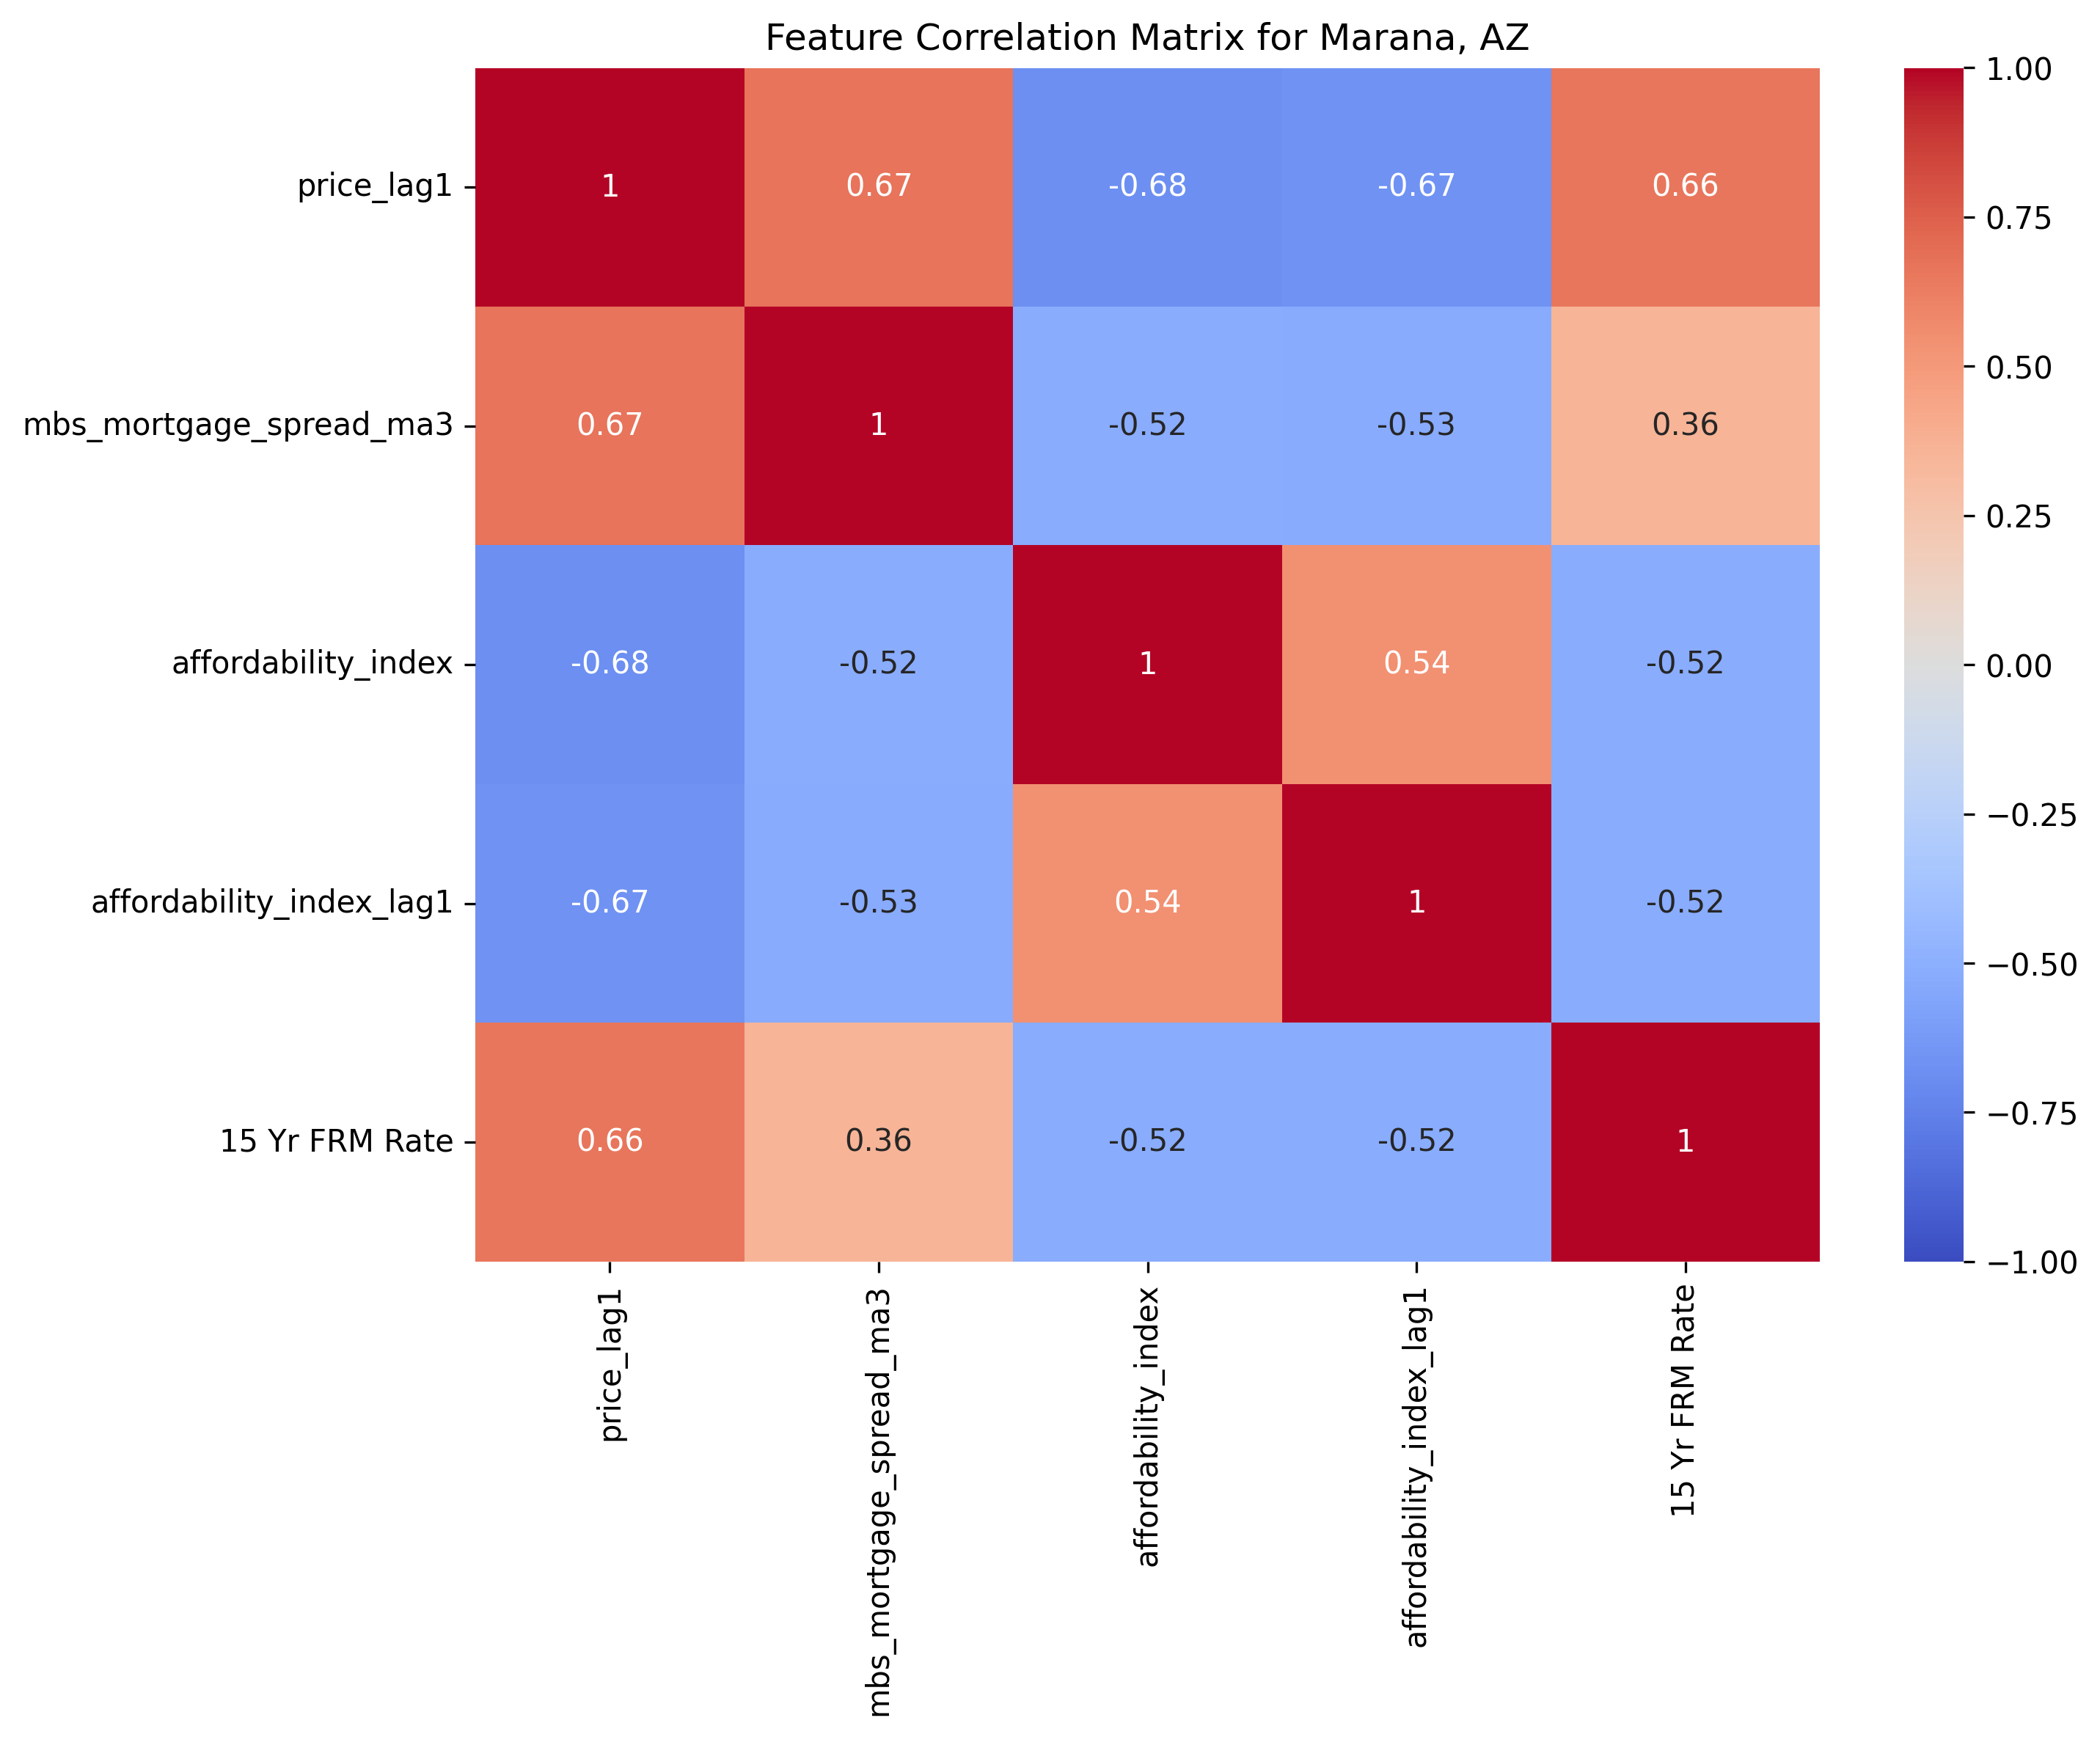 Feature Correlation Matrix for Marana, AZ
price_lag1 1 0.67 -0.68 -0.67 0.66
mbs_mortgage_spread_ma3 0.67 1 -0.52 -0.53 0.36
affordability_index -0.68 -0.52 1 0.54 -0.52
affordability_index_lag1 -0.67 -0.53 0.54 1 -0.52
15 Yr FRM Rate 0.66 0.36 -0.52 -0.52 1
price_lag1
mbs_mortgage_spread_ma3
affordability_index
affordability_index_lag1
15 Yr FRM Rate
1.00
0.75
0.50
0.25
0.00
−0.25
−0.50
−0.75
−1.00